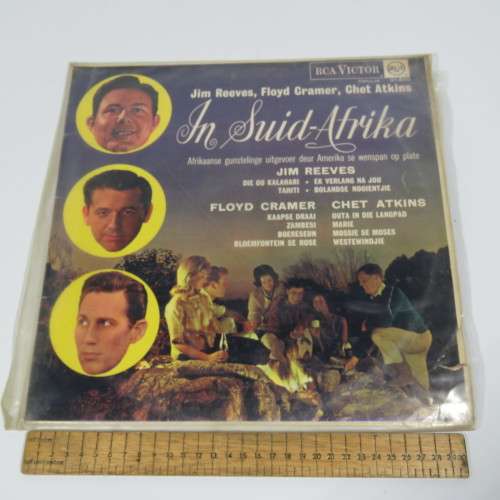 RCA VICTOR
Jim Reeves, Floyd Cramer, Chet Atkins
In Suid-Afrika
Afrikaanse gunstelinge uitgevoer deur Amerika se wenspan op plate
JIM REEVES
DIE OU KALAHARI • EK VERLANG NA JOU
TAHITI • BOLANDSE NOOIENTJIE
FLOYD CRAMER
KAAPSE DRAAI
ZAMBESI
BOERESEUN
BLOEMFONTEIN SE ROSE
CHET ATKINS
OUTA IN DIE LANGPAD
MARIE
MOSSIE SE MOSES
WESTEWINDJIE